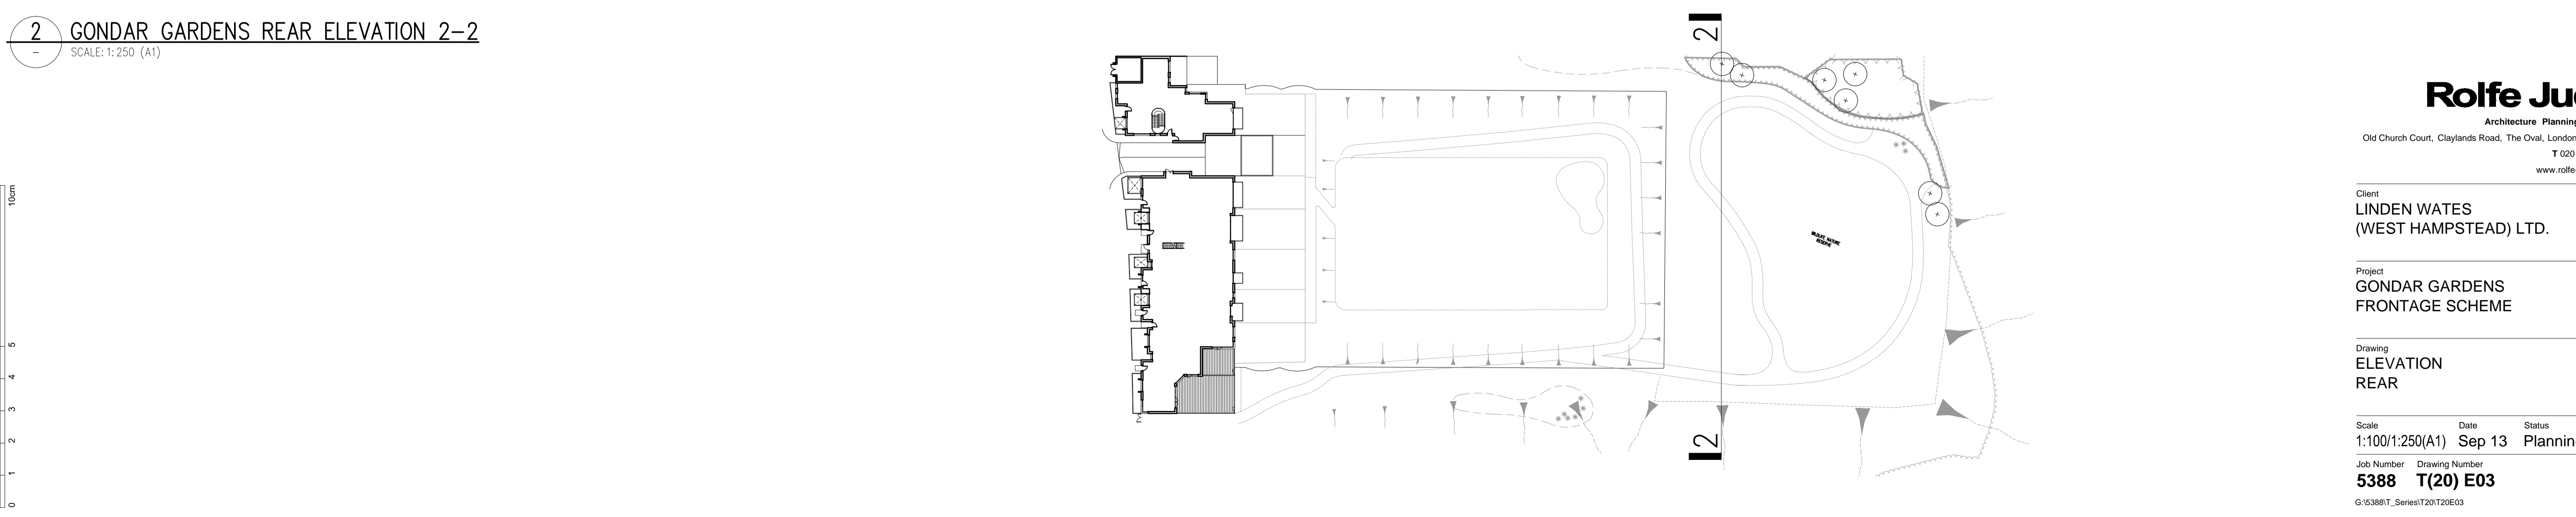 2
-
GONDAR GARDENS REAR ELEVATION 2-2
SCALE: 1: 250 (A1)
10cm
5
4
3
2
1
0
2
2
WILDLIFE NATURE
RESERVE
Rolfe
Architecture Planning
Old Church Court, Claylands Road, The Oval, London
T 020
www.rolfe
Client
LINDEN WATES
(WEST HAMPSTEAD) LTD.
Project
GONDAR GARDENS
FRONTAGE SCHEME
Drawing
ELEVATION
REAR
Scale Date Status
1:100/1:250(A1) Sep 13 Plannin
Job Number Drawing Number
5388 T(20) E03
G:\5388\T_Series\T20\T20E03